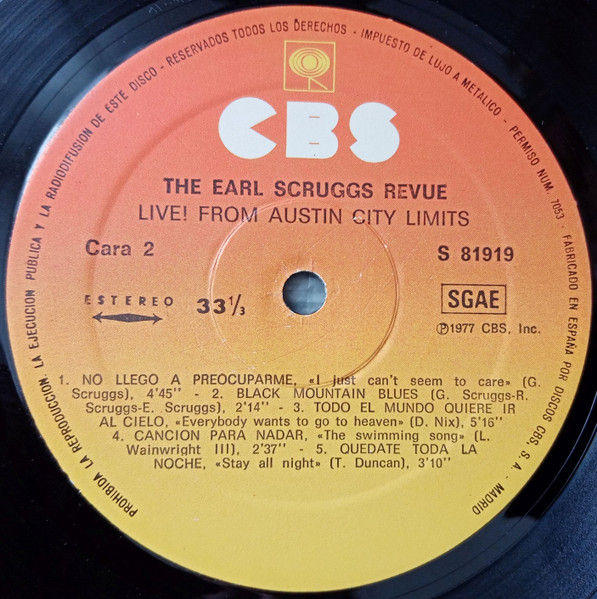 PROHIBIDA LA REPRODUCCION, LA EJECUCION PUBLICA Y LA RADIODIFUSION DE ESTE DISCO - RESERVADOS TODOS LOS DERECHOS - IMPUESTO DE LUJO A METALICO - PERMISO NUM. 7053 - FABRICADO EN ESPAÑA POR DISCOS CBS, S. A. - MADRID
CBS
THE EARL SCRUGGS REVUE
LIVE! FROM AUSTIN CITY LIMITS
Cara 2
S 81919
ESTEREO
33 1/3
SGAE
℗1977 CBS, Inc.
1. NO LLEGO A PREOCUPARME, «I just can't seem to care» (G.
Scruggs), 4'45" - 2. BLACK MOUNTAIN BLUES (G. Scruggs-R.
Scruggs-E. Scruggs), 2'14" - 3. TODO EL MUNDO QUIERE IR
AL CIELO, «Everybody wants to go to heaven» (D. Nix), 5'16"
4. CANCION PARA NADAR, «The swimming song» (L.
Wainwright III), 2'37" - 5. QUEDATE TODA LA
NOCHE, «Stay all night» (T. Duncan), 3'10"